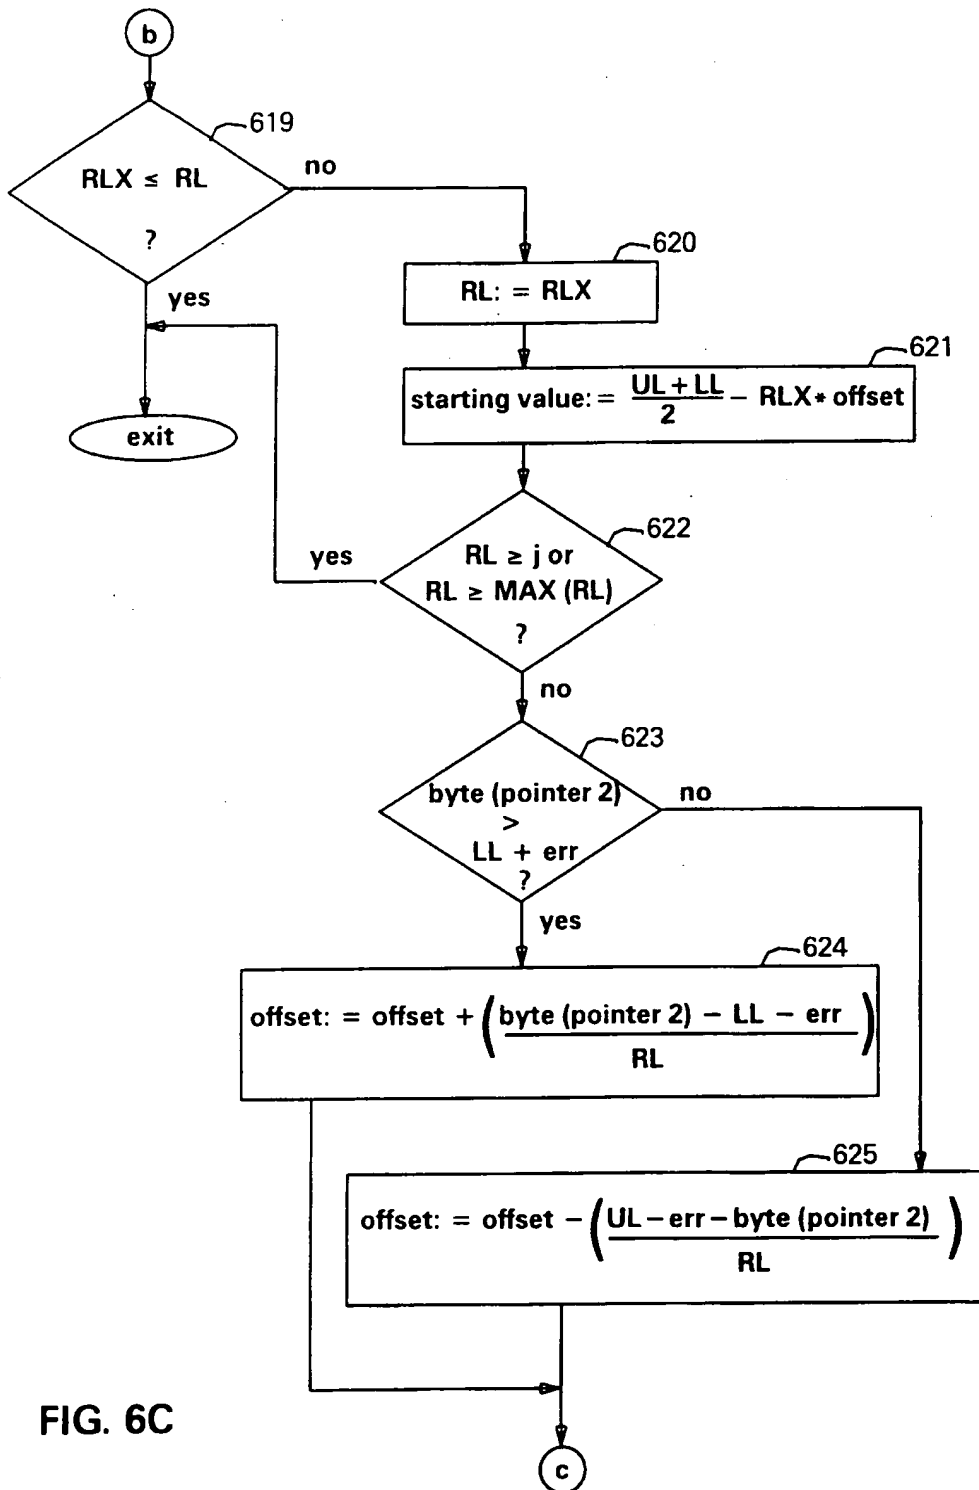 b
619
RLX ≤ RL
?
no
yes
620
RL: = RLX
621
starting value: = UL + LL / 2 − RLX * offset
exit
622
yes
RL ≥ j or
RL ≥ MAX (RL)
?
no
623
byte (pointer 2)
>
LL + err
?
no
yes
624
offset: = offset + ( byte (pointer 2) − LL − err / RL )
625
offset: = offset − ( UL − err − byte (pointer 2) / RL )
FIG. 6C
c